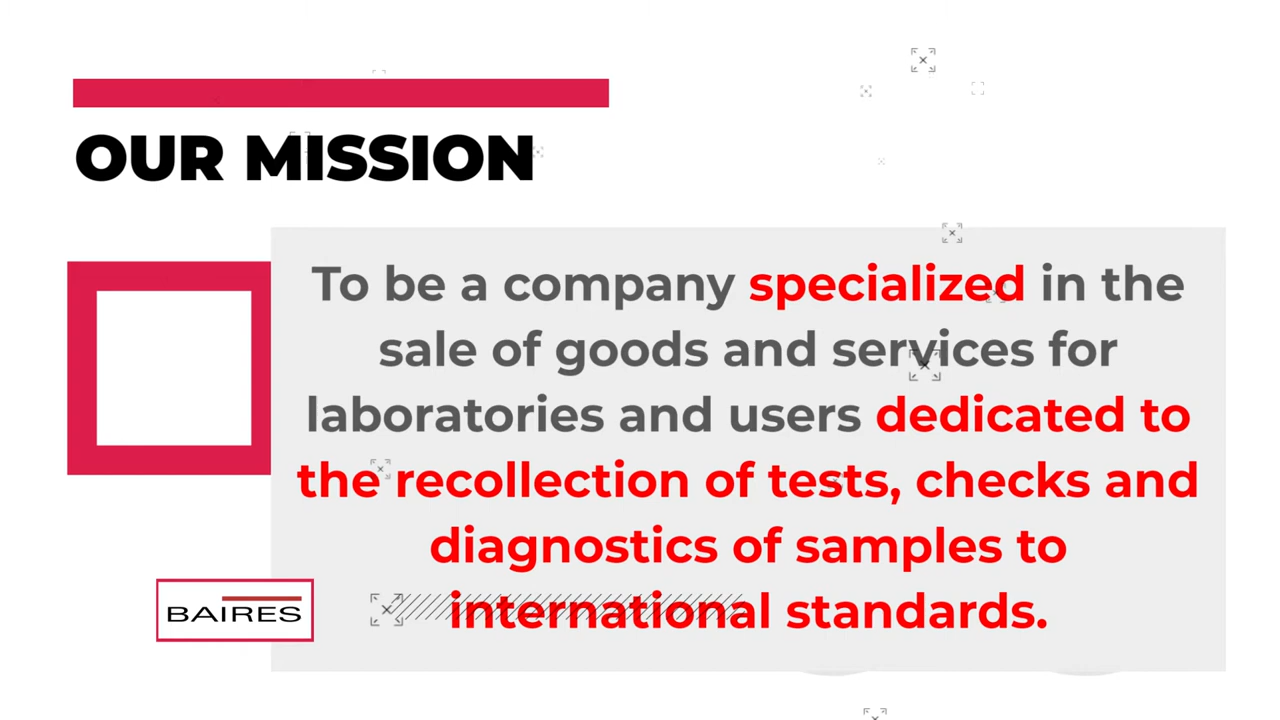 OUR MISSION
To be a company specialized in the
sale of goods and services for
laboratories and users dedicated to
the recollection of tests, checks and
diagnostics of samples to
international standards.
BAIRES